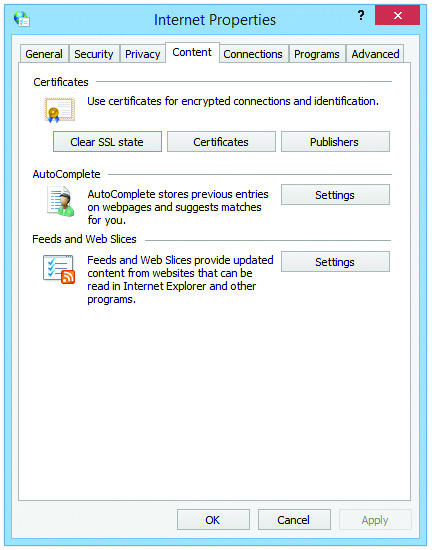 Internet Properties
? ×
General Security Privacy Content Connections Programs Advanced
Certificates
Use certificates for encrypted connections and identification.
Clear SSL state Certificates Publishers
AutoComplete
AutoComplete stores previous entries
on webpages and suggests matches
for you.
Settings
Feeds and Web Slices
Feeds and Web Slices provide updated
content from websites that can be
read in Internet Explorer and other
programs.
Settings
OK Cancel Apply